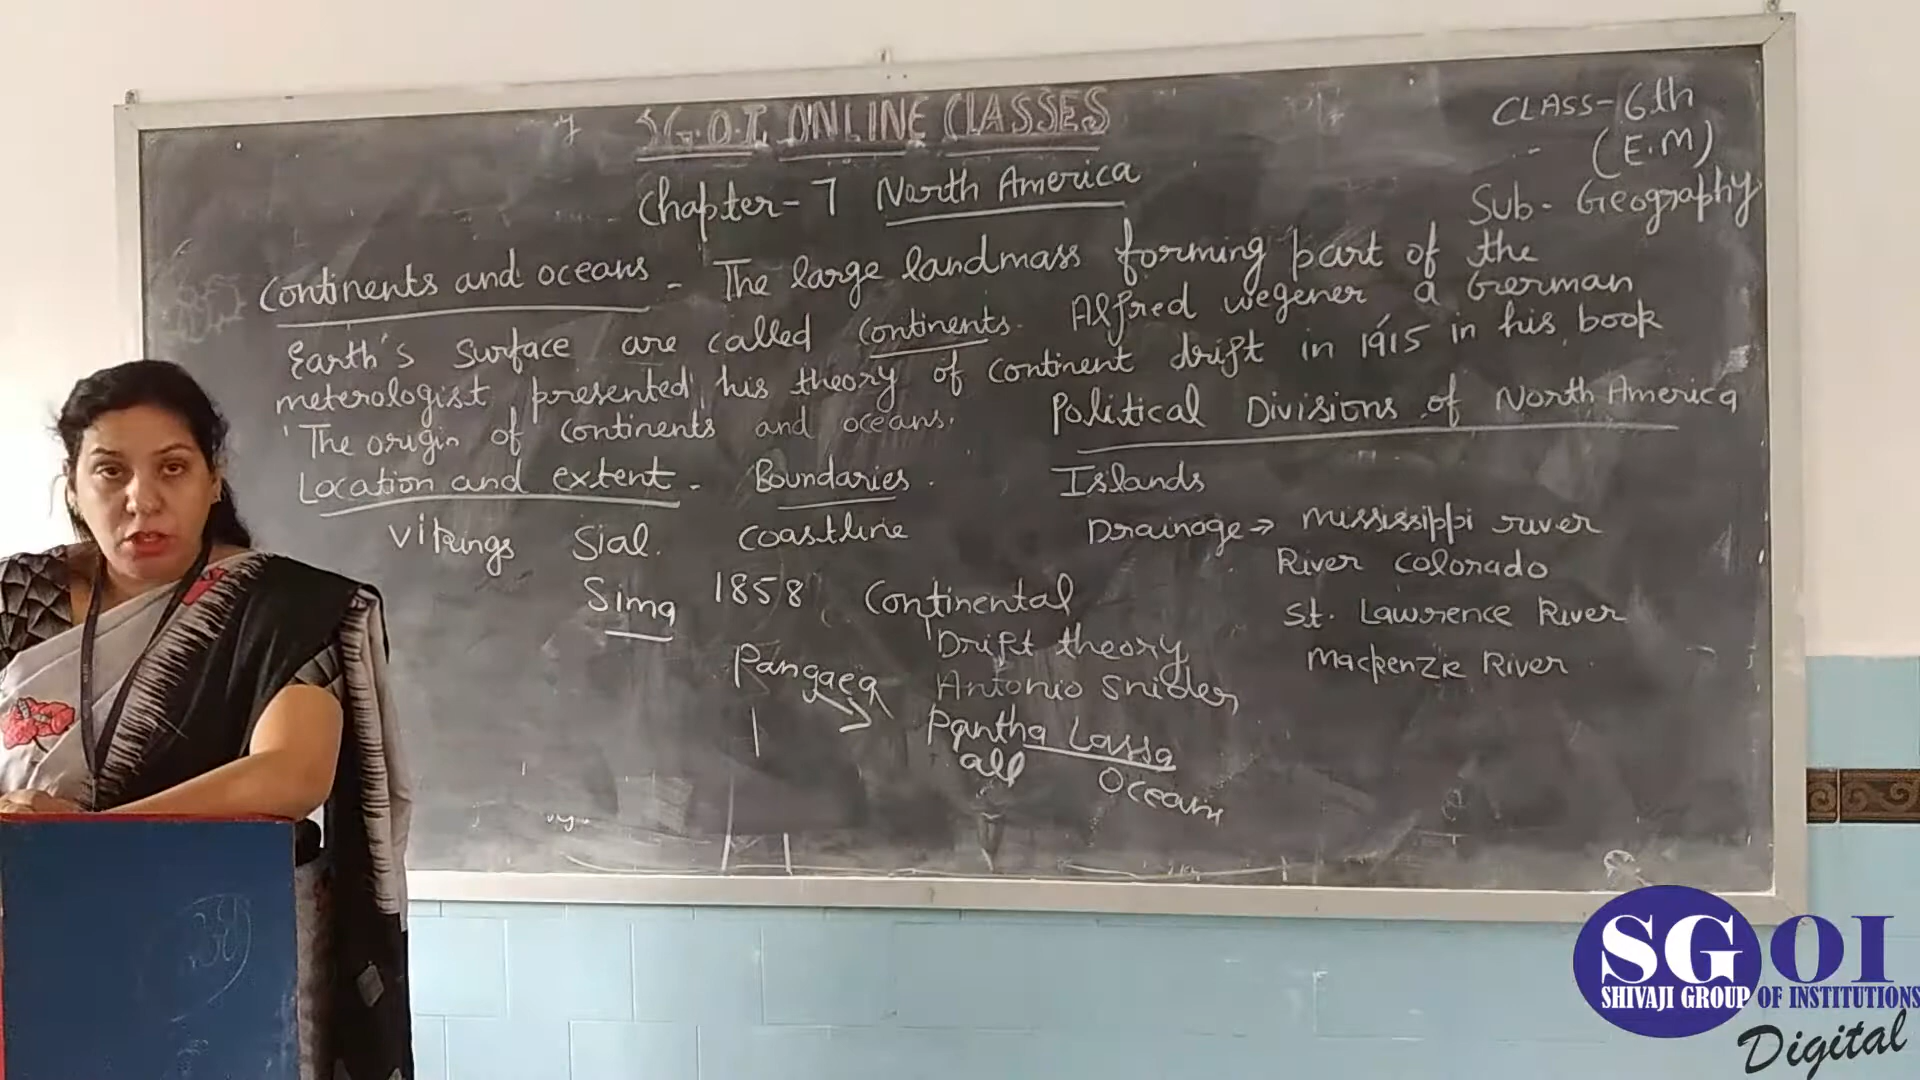 S.G.O.I. ONLINE CLASSES
CLASS-6th
(E.M)
Sub- Geography
Chapter-7 North America
Continents and oceans - The large landmass forming part of the
Earth's Surface are called Continents. Alfred wegener a German
meterologist presented his theory of continent drift in 1915 in his book
'The origin of continents and oceans.
Political Divisions of North America
Location and extent - Boundaries.
Islands
Vikings Sial. coastline
Drainage → Mississippi river
River colorado
St. Lawrence River
Mackenzie River
Sima 1858 Continental
Drift theory
Pangaea
Antonio Snider
Pantha Lassa
all Oceans
SGOI
SHIVAJI GROUP OF INSTITUTIONS
Digital